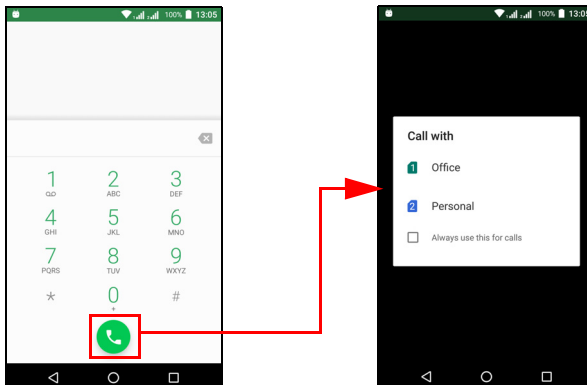 100% 13:05
1 2 3
ABC DEF
4 5 6
GHI JKL MNO
7 8 9
PQRS TUV WXYZ
* 0 #
+
100% 13:05
Call with
1 Office
2 Personal
Always use this for calls